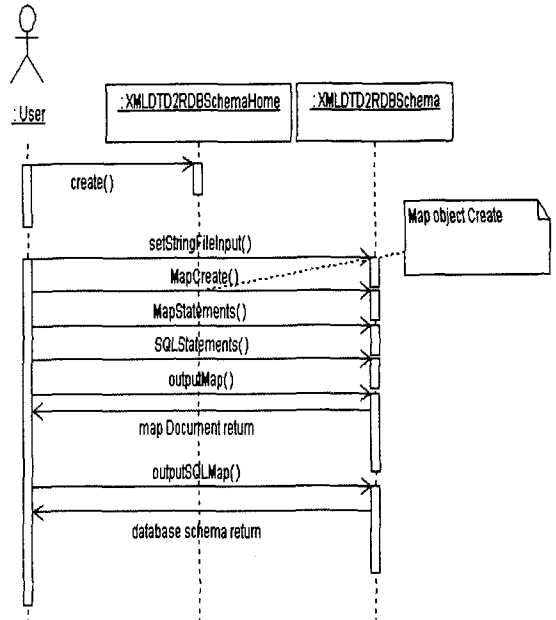 : User
: XMLDTD2RDBSchemaHome
: XMLDTD2RDBSchema
create()
Map object Create
setStringFileInput()
MapCreate()
MapStatements()
SQLStatements()
outputMap()
map Document return
outputSQLMap()
database schema return